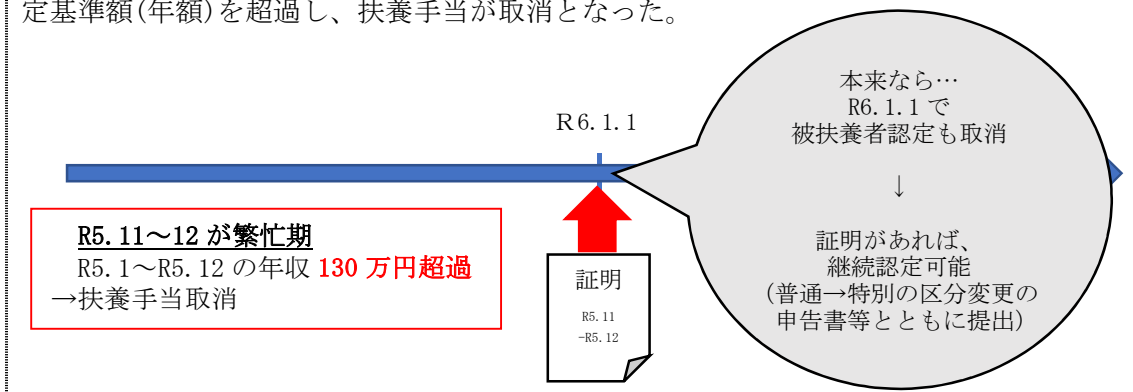 定基準額(年額)を超過し、扶養手当が取消となった。
R6.1.1
本来なら…
R6.1.1 で
被扶養者認定も取消
↓
証明があれば、
継続認定可能
(普通→特別の区分変更の
申告書等とともに提出)
R5.11～12 が繁忙期
R5.1～R5.12 の年収 130 万円超過
→扶養手当取消
証明
R5.11
-R5.12